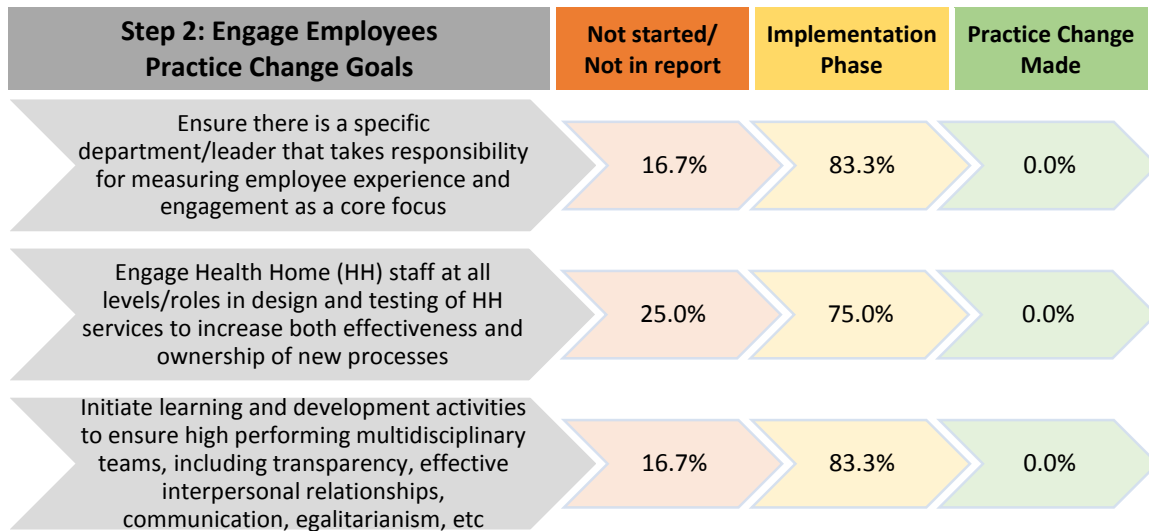 Step 2: Engage Employees
Practice Change Goals
Not started/
Not in report
Implementation
Phase
Practice Change
Made
Ensure there is a specific
department/leader that takes responsibility
for measuring employee experience and
engagement as a core focus
16.7%
83.3%
0.0%
Engage Health Home (HH) staff at all
levels/roles in design and testing of HH
services to increase both effectiveness and
ownership of new processes
25.0%
75.0%
0.0%
Initiate learning and development activities
to ensure high performing multidisciplinary
teams, including transparency, effective
interpersonal relationships,
communication, egalitarianism, etc
16.7%
83.3%
0.0%